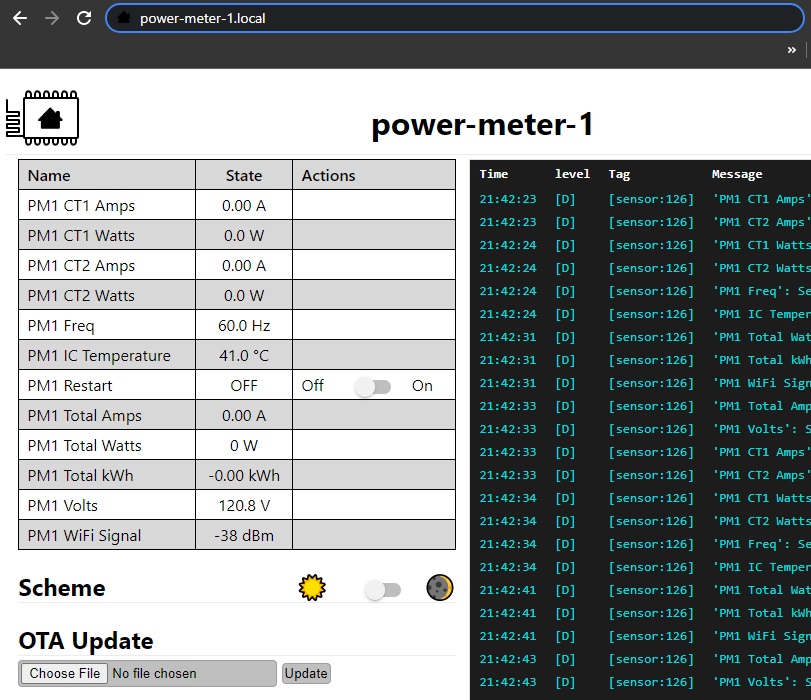 power-meter-1.local
»
power-meter-1
Name State Actions
PM1 CT1 Amps 0.00 A
PM1 CT1 Watts 0.0 W
PM1 CT2 Amps 0.00 A
PM1 CT2 Watts 0.0 W
PM1 Freq 60.0 Hz
PM1 IC Temperature 41.0 °C
PM1 Restart OFF Off On
PM1 Total Amps 0.00 A
PM1 Total Watts 0 W
PM1 Total kWh -0.00 kWh
PM1 Volts 120.8 V
PM1 WiFi Signal -38 dBm
Scheme
OTA Update
Choose File No file chosen Update
Time level Tag Message
21:42:23 [D] [sensor:126] 'PM1 CT1 Amps'
21:42:23 [D] [sensor:126] 'PM1 CT2 Amps'
21:42:24 [D] [sensor:126] 'PM1 CT1 Watts
21:42:24 [D] [sensor:126] 'PM1 CT2 Watts
21:42:24 [D] [sensor:126] 'PM1 Freq': Se
21:42:24 [D] [sensor:126] 'PM1 IC Temper
21:42:31 [D] [sensor:126] 'PM1 Total Wat
21:42:31 [D] [sensor:126] 'PM1 Total kWh
21:42:31 [D] [sensor:126] 'PM1 WiFi Sign
21:42:33 [D] [sensor:126] 'PM1 Total Amp
21:42:33 [D] [sensor:126] 'PM1 Volts': S
21:42:33 [D] [sensor:126] 'PM1 CT1 Amps'
21:42:33 [D] [sensor:126] 'PM1 CT2 Amps'
21:42:34 [D] [sensor:126] 'PM1 CT1 Watts
21:42:34 [D] [sensor:126] 'PM1 CT2 Watts
21:42:34 [D] [sensor:126] 'PM1 Freq': Se
21:42:34 [D] [sensor:126] 'PM1 IC Temper
21:42:41 [D] [sensor:126] 'PM1 Total Wat
21:42:41 [D] [sensor:126] 'PM1 Total kWh
21:42:41 [D] [sensor:126] 'PM1 WiFi Sign
21:42:43 [D] [sensor:126] 'PM1 Total Amp
21:42:43 [D] [sensor:126] 'PM1 Volts': S